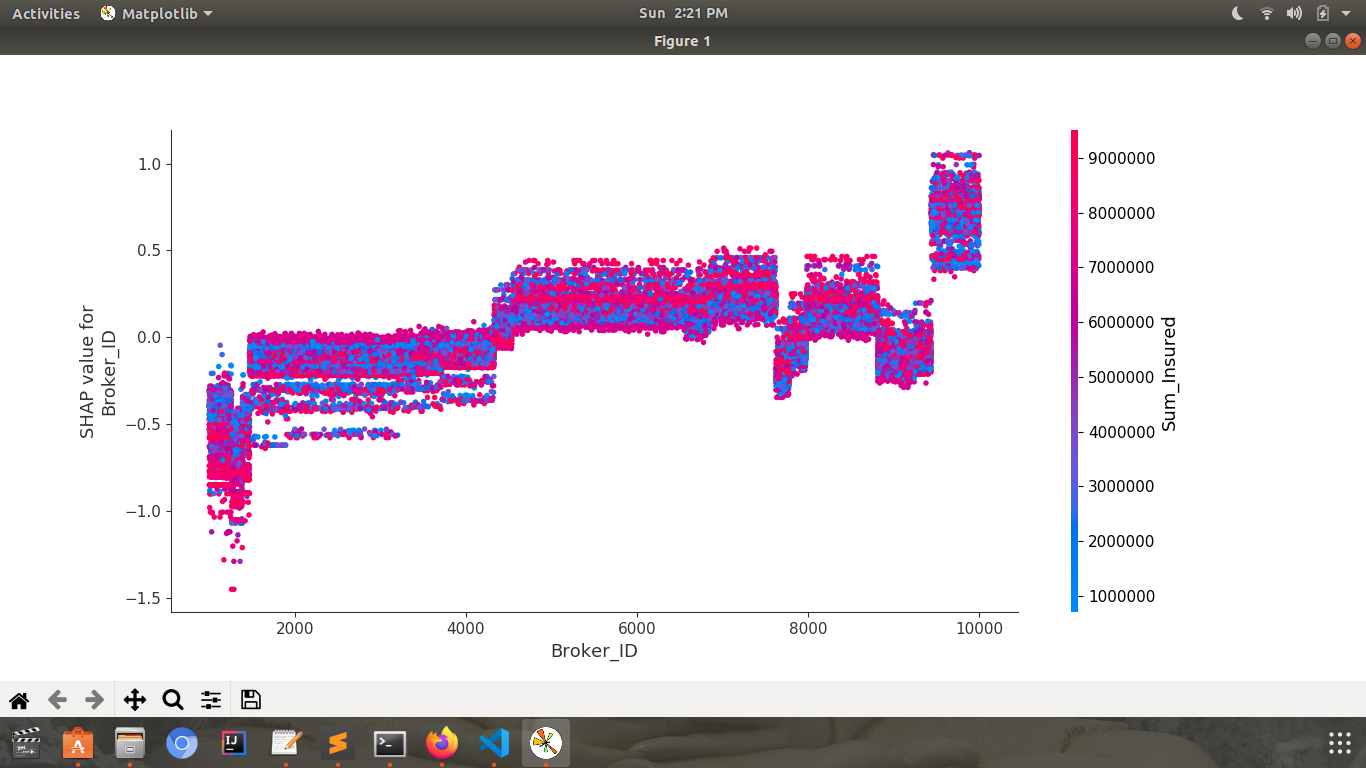 Activities Matplotlib Sun 2:21 PM
Figure 1
1.0
0.5
0.0
−0.5
−1.0
−1.5
SHAP value for
Broker_ID
2000 4000 6000 8000 10000
Broker_ID
9000000
8000000
7000000
6000000
5000000
4000000
3000000
2000000
1000000
Sum_Insured
IJ